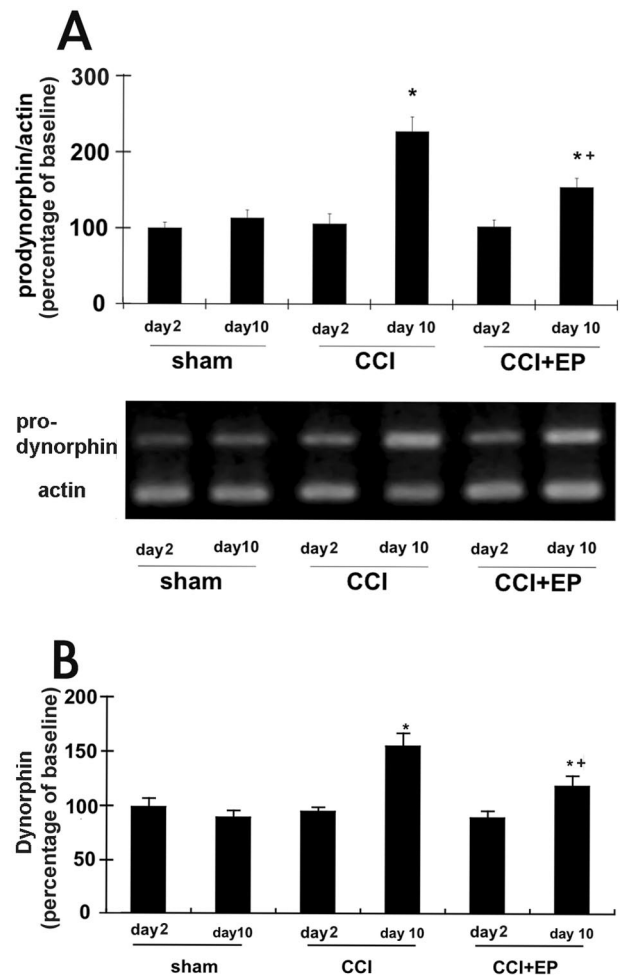 A
prodynorphin/actin
(percentage of baseline)
300
200
100
0
*
*+
day2 day10 day2 day 10 day2 day 10
sham CCI CCI+EP
pro-
dynorphin
actin
day2 day10 day2 day 10 day2 day 10
sham CCI CCI+EP
B
Dynorphin
(percentage of baseline)
200
150
100
50
0
*
*+
day2 day10 day2 day 10 day2 day 10
sham CCI CCI+EP